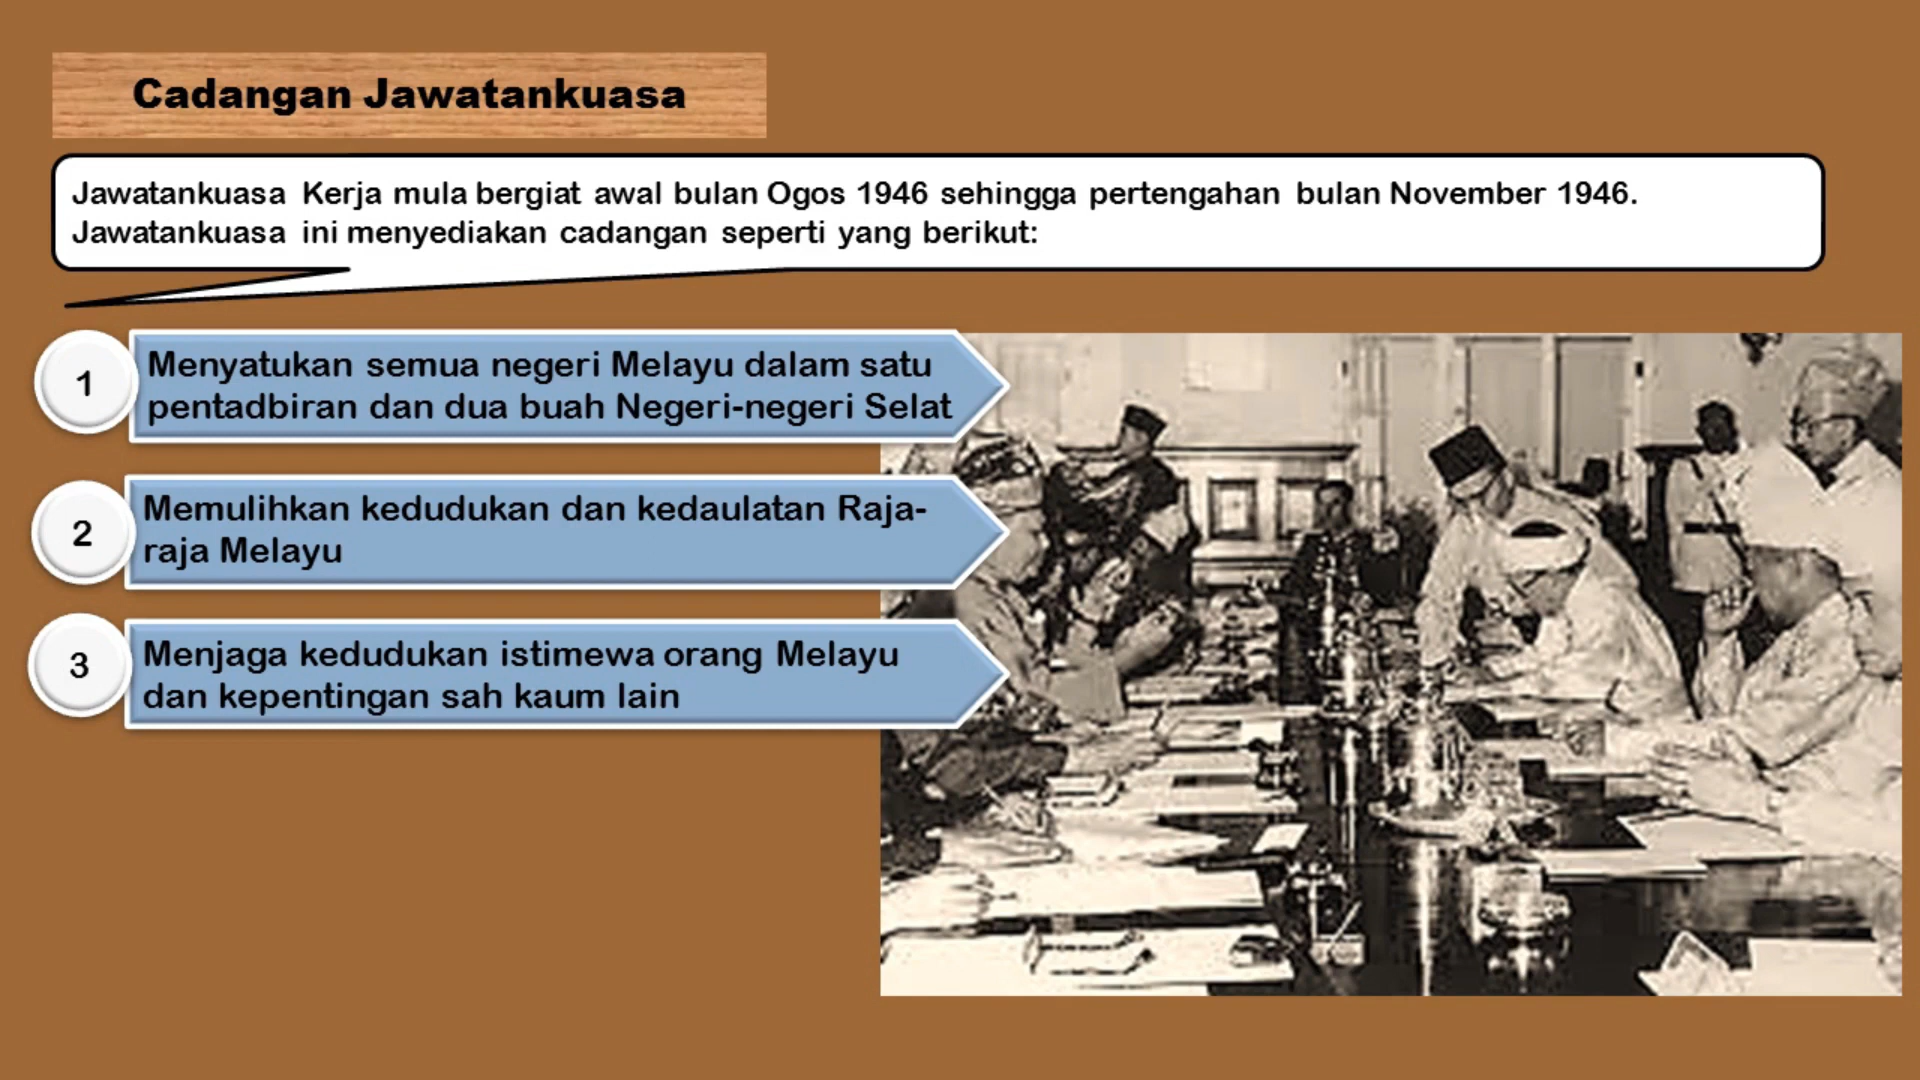 Cadangan Jawatankuasa
Jawatankuasa Kerja mula bergiat awal bulan Ogos 1946 sehingga pertengahan bulan November 1946.
Jawatankuasa ini menyediakan cadangan seperti yang berikut:
1
Menyatukan semua negeri Melayu dalam satu
pentadbiran dan dua buah Negeri-negeri Selat
2
Memulihkan kedudukan dan kedaulatan Raja-
raja Melayu
3
Menjaga kedudukan istimewa orang Melayu
dan kepentingan sah kaum lain